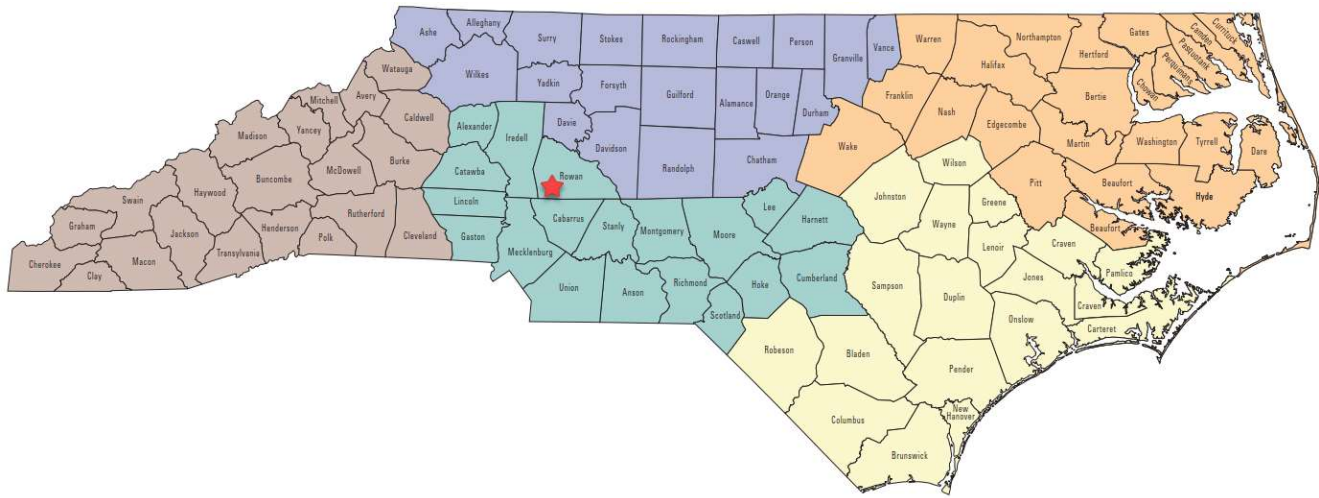 Ashe
Alleghany
Surry
Stokes
Rockingham
Caswell
Person
Granville
Vance
Warren
Northampton
Gates
Camden
Currituck
Hertford
Pasquotank
Perquimans
Chowan
Halifax
Bertie
Watauga
Wilkes
Yadkin
Forsyth
Guilford
Alamance
Orange
Durham
Franklin
Nash
Edgecombe
Martin
Washington
Tyrrell
Dare
Mitchell
Avery
Caldwell
Alexander
Iredell
Davie
Davidson
Randolph
Chatham
Wake
Madison
Yancey
McDowell
Burke
Catawba
Rowan
Wilson
Pitt
Beaufort
Hyde
Swain
Haywood
Buncombe
Rutherford
Lincoln
Cabarrus
Stanly
Montgomery
Moore
Lee
Harnett
Johnston
Wayne
Greene
Beaufort
Graham
Jackson
Henderson
Polk
Cleveland
Gaston
Mecklenburg
Lenoir
Craven
Pamlico
Cherokee
Clay
Macon
Transylvania
Union
Anson
Richmond
Hoke
Cumberland
Sampson
Duplin
Jones
Craven
Carteret
Scotland
Onslow
Robeson
Bladen
Pender
Columbus
New
Hanover
Brunswick